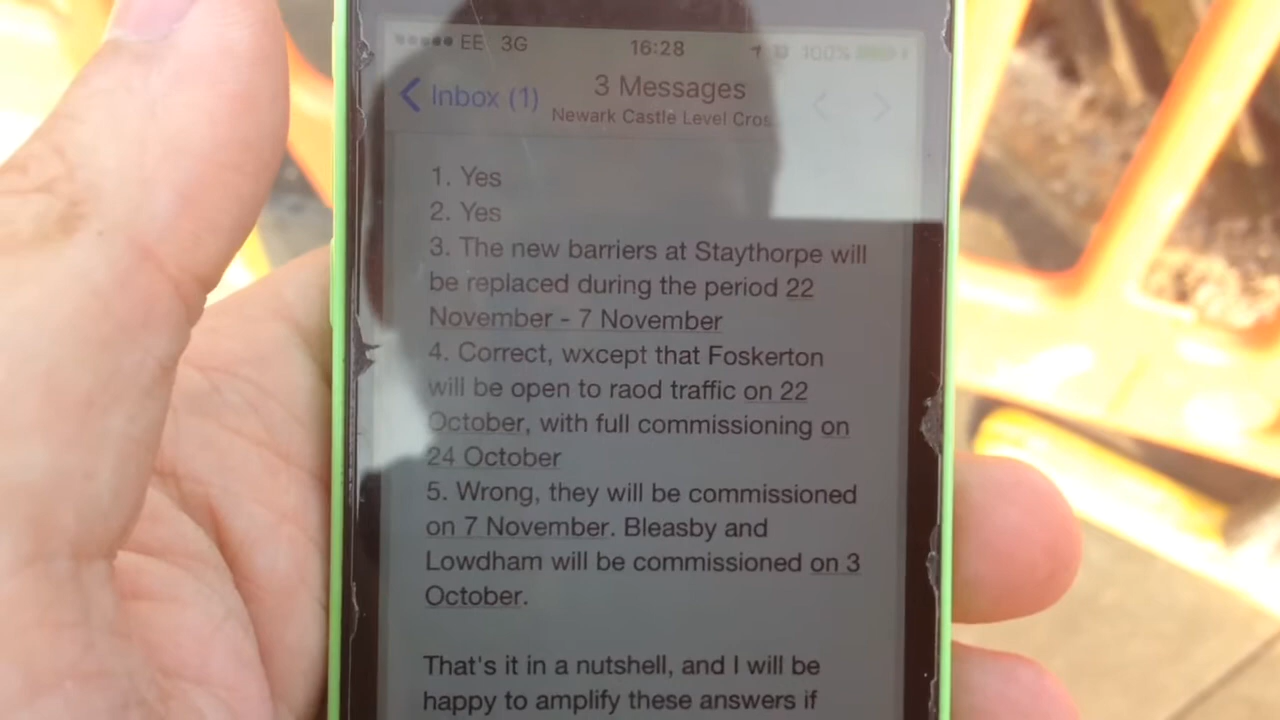 EE 3G 16:28 100%
Inbox (1) 3 Messages
Newark Castle Level Cros
1. Yes
2. Yes
3. The new barriers at Staythorpe will
be replaced during the period 22
November - 7 November
4. Correct, wxcept that Foskerton
will be open to raod traffic on 22
October, with full commissioning on
24 October
5. Wrong, they will be commissioned
on 7 November. Bleasby and
Lowdham will be commissioned on 3
October.
That's it in a nutshell, and I will be
happy to amplify these answers if